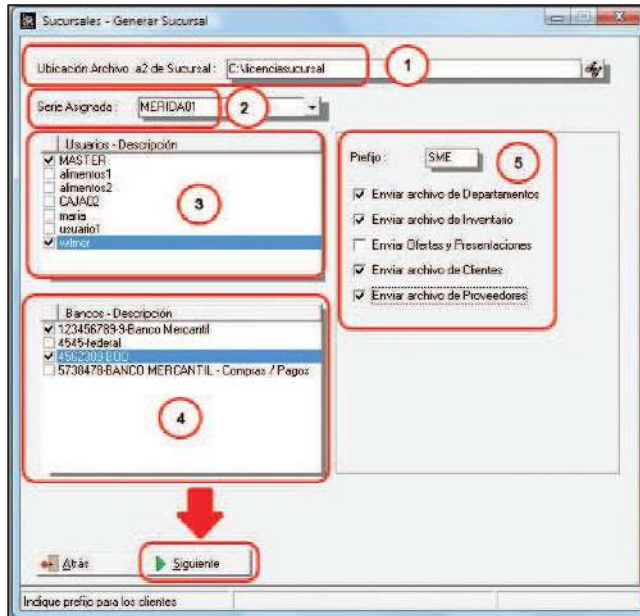 Sucursales - Generar Sucursal
Ubicación Archivo .a2 de Sucursal : C:\licenciasucursal
1
Serie Asignada : MERIDA01
2
Usuarios - Descripción
MASTER
alimentos1
alimentos2
CAJA02
maria
usuario1
wilmer
3
Bancos - Descripción
123456789-9-Banco Mercantil
4545-federal
4562389-BOD
5738478-BANCO MERCANTIL - Compras / Pagos
4
Prefijo : SME
5
Enviar archivo de Departamentos
Enviar archivo de Inventario
Enviar Ofertas y Presentaciones
Enviar archivo de Clientes
Enviar archivo de Proveedores
Atrás
Siguiente
Indique prefijo para los clientes